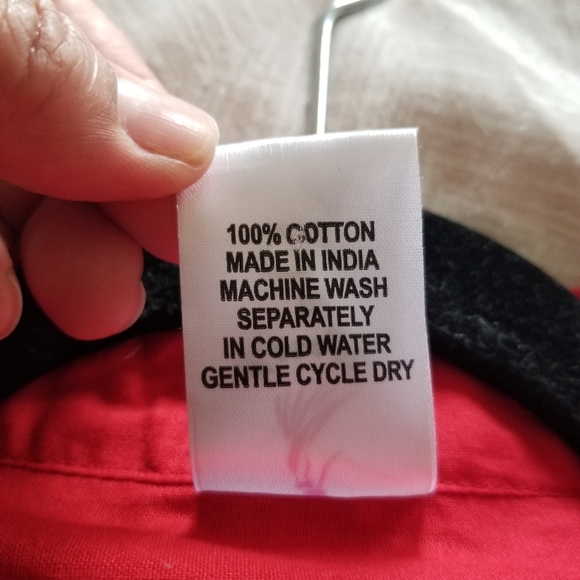 100% COTTON
MADE IN INDIA
MACHINE WASH
SEPARATELY
IN COLD WATER
GENTLE CYCLE DRY